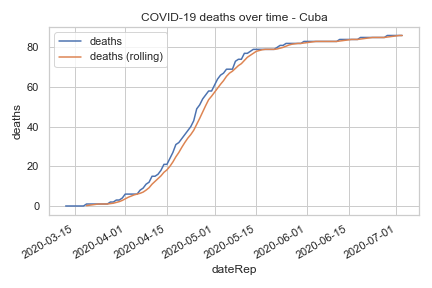 COVID-19 deaths over time - Cuba
deaths
deaths (rolling)
80
60
40
20
0
deaths
2020-03-15
2020-04-01
2020-04-15
2020-05-01
2020-05-15
2020-06-01
2020-06-15
2020-07-01
dateRep